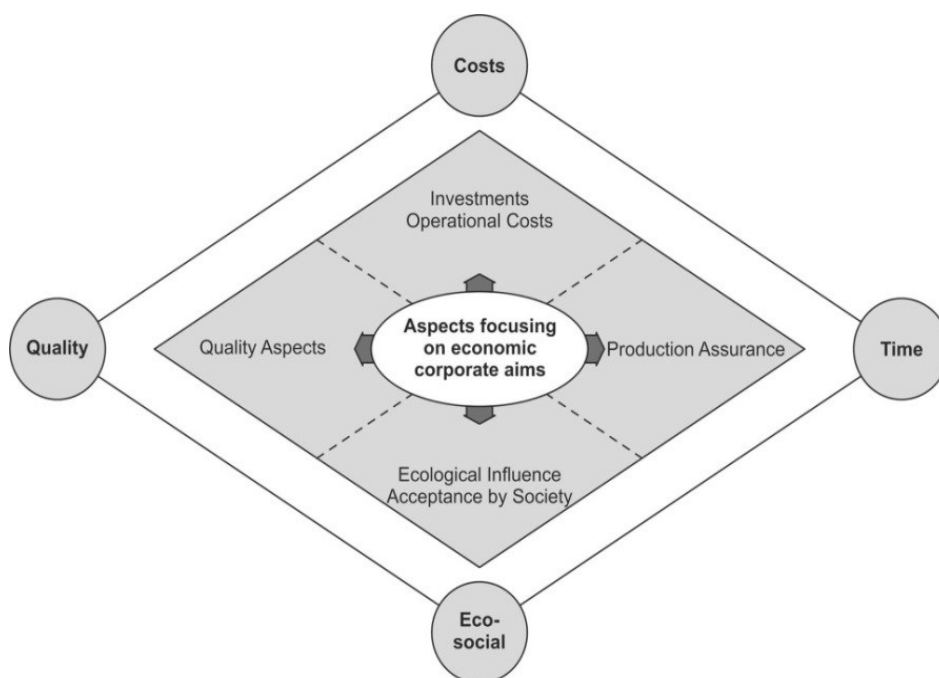 Costs
Investments
Operational Costs
Quality
Quality Aspects
Aspects focusing
on economic
corporate aims
Production Assurance
Time
Ecological Influence
Acceptance by Society
Eco-
social